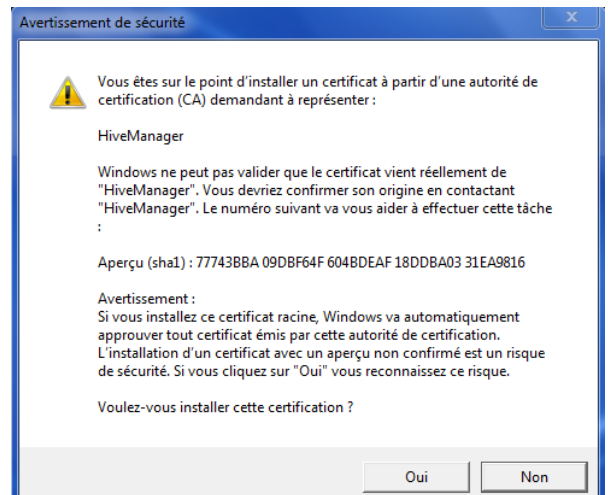 Avertissement de sécurité
Vous êtes sur le point d'installer un certificat à partir d'une autorité de
certification (CA) demandant à représenter :
HiveManager
Windows ne peut pas valider que le certificat vient réellement de
"HiveManager". Vous devriez confirmer son origine en contactant
"HiveManager". Le numéro suivant va vous aider à effectuer cette tâche
:
Aperçu (sha1) : 77743BBA 09DBF64F 604BDEAF 18DDBA03 31EA9816
Avertissement :
Si vous installez ce certificat racine, Windows va automatiquement
approuver tout certificat émis par cette autorité de certification.
L'installation d'un certificat avec un aperçu non confirmé est un risque
de sécurité. Si vous cliquez sur "Oui" vous reconnaissez ce risque.
Voulez-vous installer cette certification ?
Oui Non